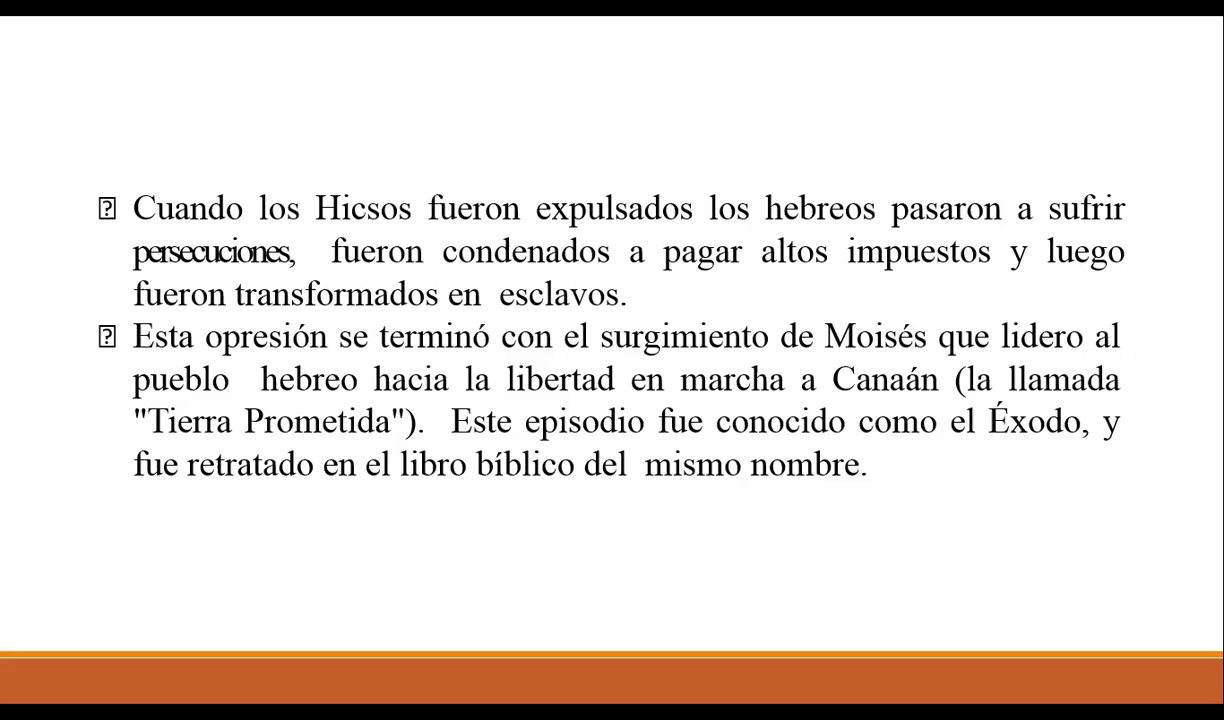 Cuando los Hicsos fueron expulsados los hebreos pasaron a sufrir
persecuciones, fueron condenados a pagar altos impuestos y luego
fueron transformados en esclavos.
Esta opresión se terminó con el surgimiento de Moisés que lidero al
pueblo hebreo hacia la libertad en marcha a Canaán (la llamada
"Tierra Prometida"). Este episodio fue conocido como el Éxodo, y
fue retratado en el libro bíblico del mismo nombre.